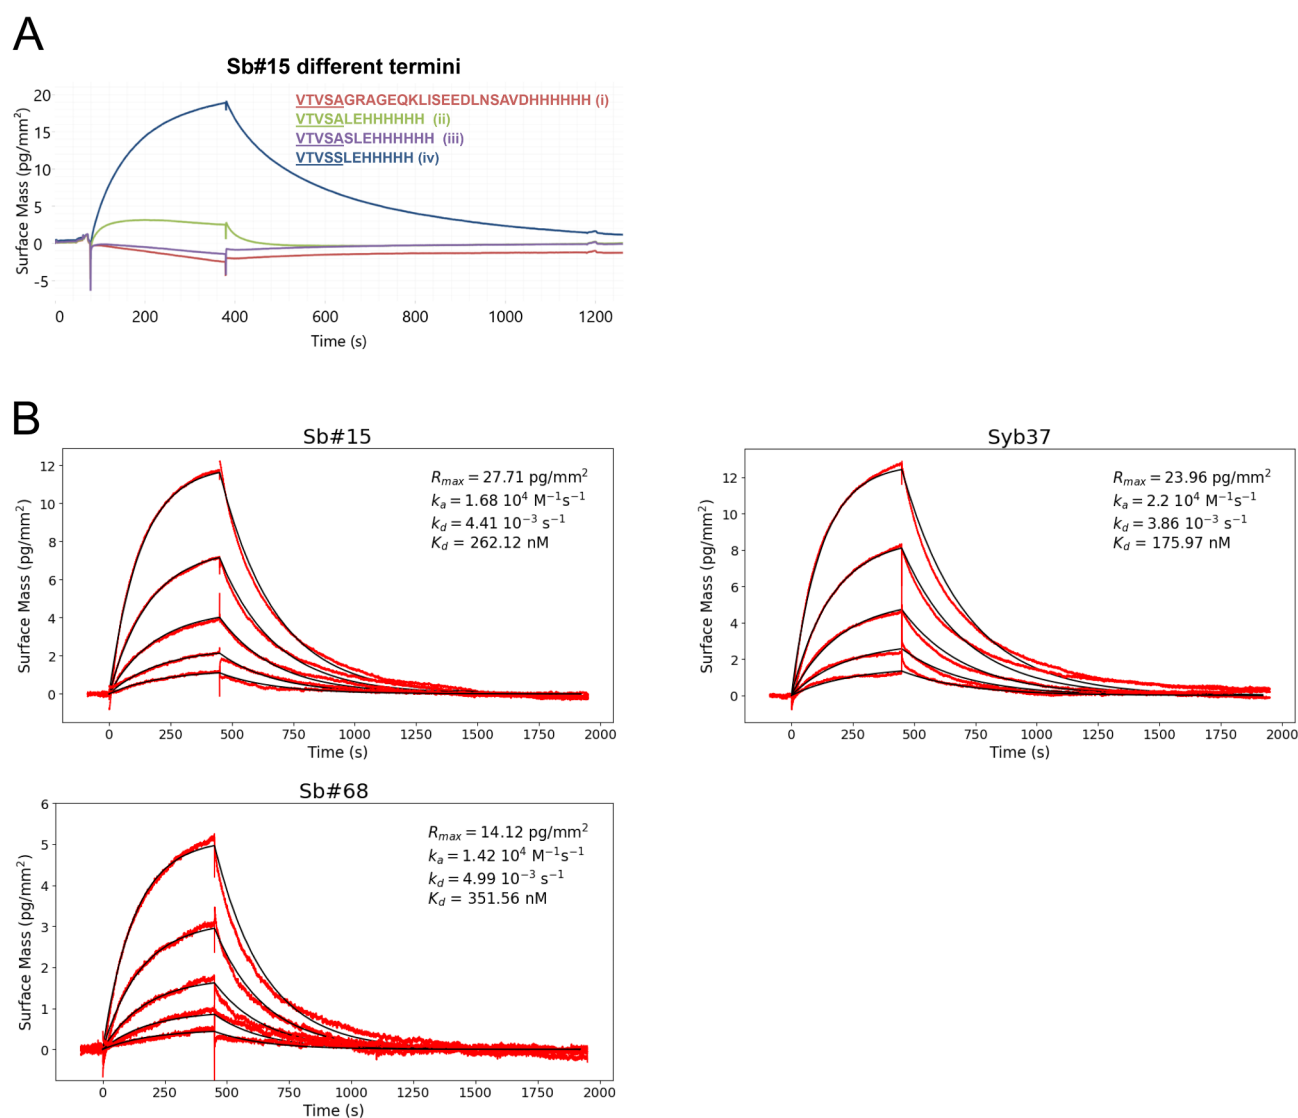 A
Sb#15 different termini
VTVSAGRAGEQKLISEEDLNSAVDHHHHHH (i)
VTVSALEHHHHHH (ii)
VTVSASLEHHHHHH (iii)
VTVSSLEHHHHH (iv)
Surface Mass (pg/mm²)
20
15
10
5
0
-5
0 200 400 600 800 1000 1200
Time (s)
B
Sb#15
Rmax = 27.71 pg/mm²
ka = 1.68 10⁴ M⁻¹s⁻¹
kd = 4.41 10⁻³ s⁻¹
Kd = 262.12 nM
Surface Mass (pg/mm²)
12
10
8
6
4
2
0
0 250 500 750 1000 1250 1500 1750 2000
Time (s)
Syb37
Rmax = 23.96 pg/mm²
ka = 2.2 10⁴ M⁻¹s⁻¹
kd = 3.86 10⁻³ s⁻¹
Kd = 175.97 nM
Surface Mass (pg/mm²)
12
10
8
6
4
2
0
0 250 500 750 1000 1250 1500 1750 2000
Time (s)
Sb#68
Rmax = 14.12 pg/mm²
ka = 1.42 10⁴ M⁻¹s⁻¹
kd = 4.99 10⁻³ s⁻¹
Kd = 351.56 nM
Surface Mass (pg/mm²)
6
5
4
3
2
1
0
0 250 500 750 1000 1250 1500 1750 2000
Time (s)